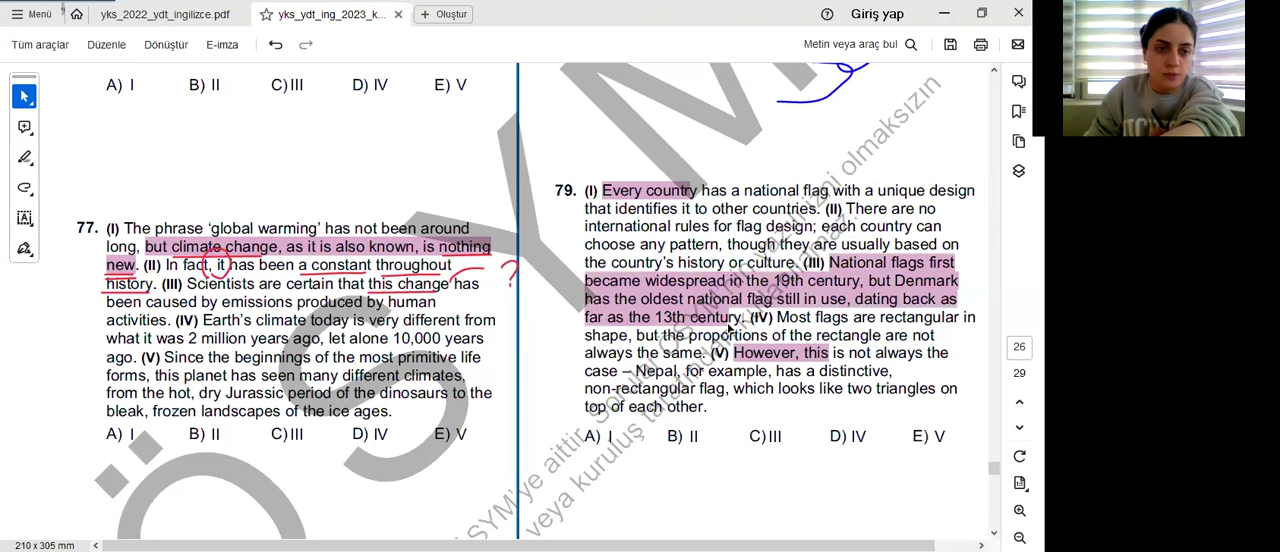 Menü
yks_2022_ydt_ingilizce.pdf
yks_ydt_ing_2023_k...
Oluştur
Giriş yap
Tüm araçlar
Düzenle
Dönüştür
E-imza
Metin veya araç bul
A) I B) II C) III D) IV E) V
77. (I) The phrase ‘global warming’ has not been around
long, but climate change, as it is also known, is nothing
new. (II) In fact, it has been a constant throughout
history. (III) Scientists are certain that this change has
been caused by emissions produced by human
activities. (IV) Earth’s climate today is very different from
what it was 2 million years ago, let alone 10,000 years
ago. (V) Since the beginnings of the most primitive life
forms, this planet has seen many different climates,
from the hot, dry Jurassic period of the dinosaurs to the
bleak, frozen landscapes of the ice ages.
A) I B) II C) III D) IV E) V
?
79. (I) Every country has a national flag with a unique design
that identifies it to other countries. (II) There are no
international rules for flag design; each country can
choose any pattern, though they are usually based on
the country’s history or culture. (III) National flags first
became widespread in the 19th century, but Denmark
has the oldest national flag still in use, dating back as
far as the 13th century. (IV) Most flags are rectangular in
shape, but the proportions of the rectangle are not
always the same. (V) However, this is not always the
case – Nepal, for example, has a distinctive,
non-rectangular flag, which looks like two triangles on
top of each other.
A) I B) II C) III D) IV E) V
ÖSYM
26
29
210 x 305 mm